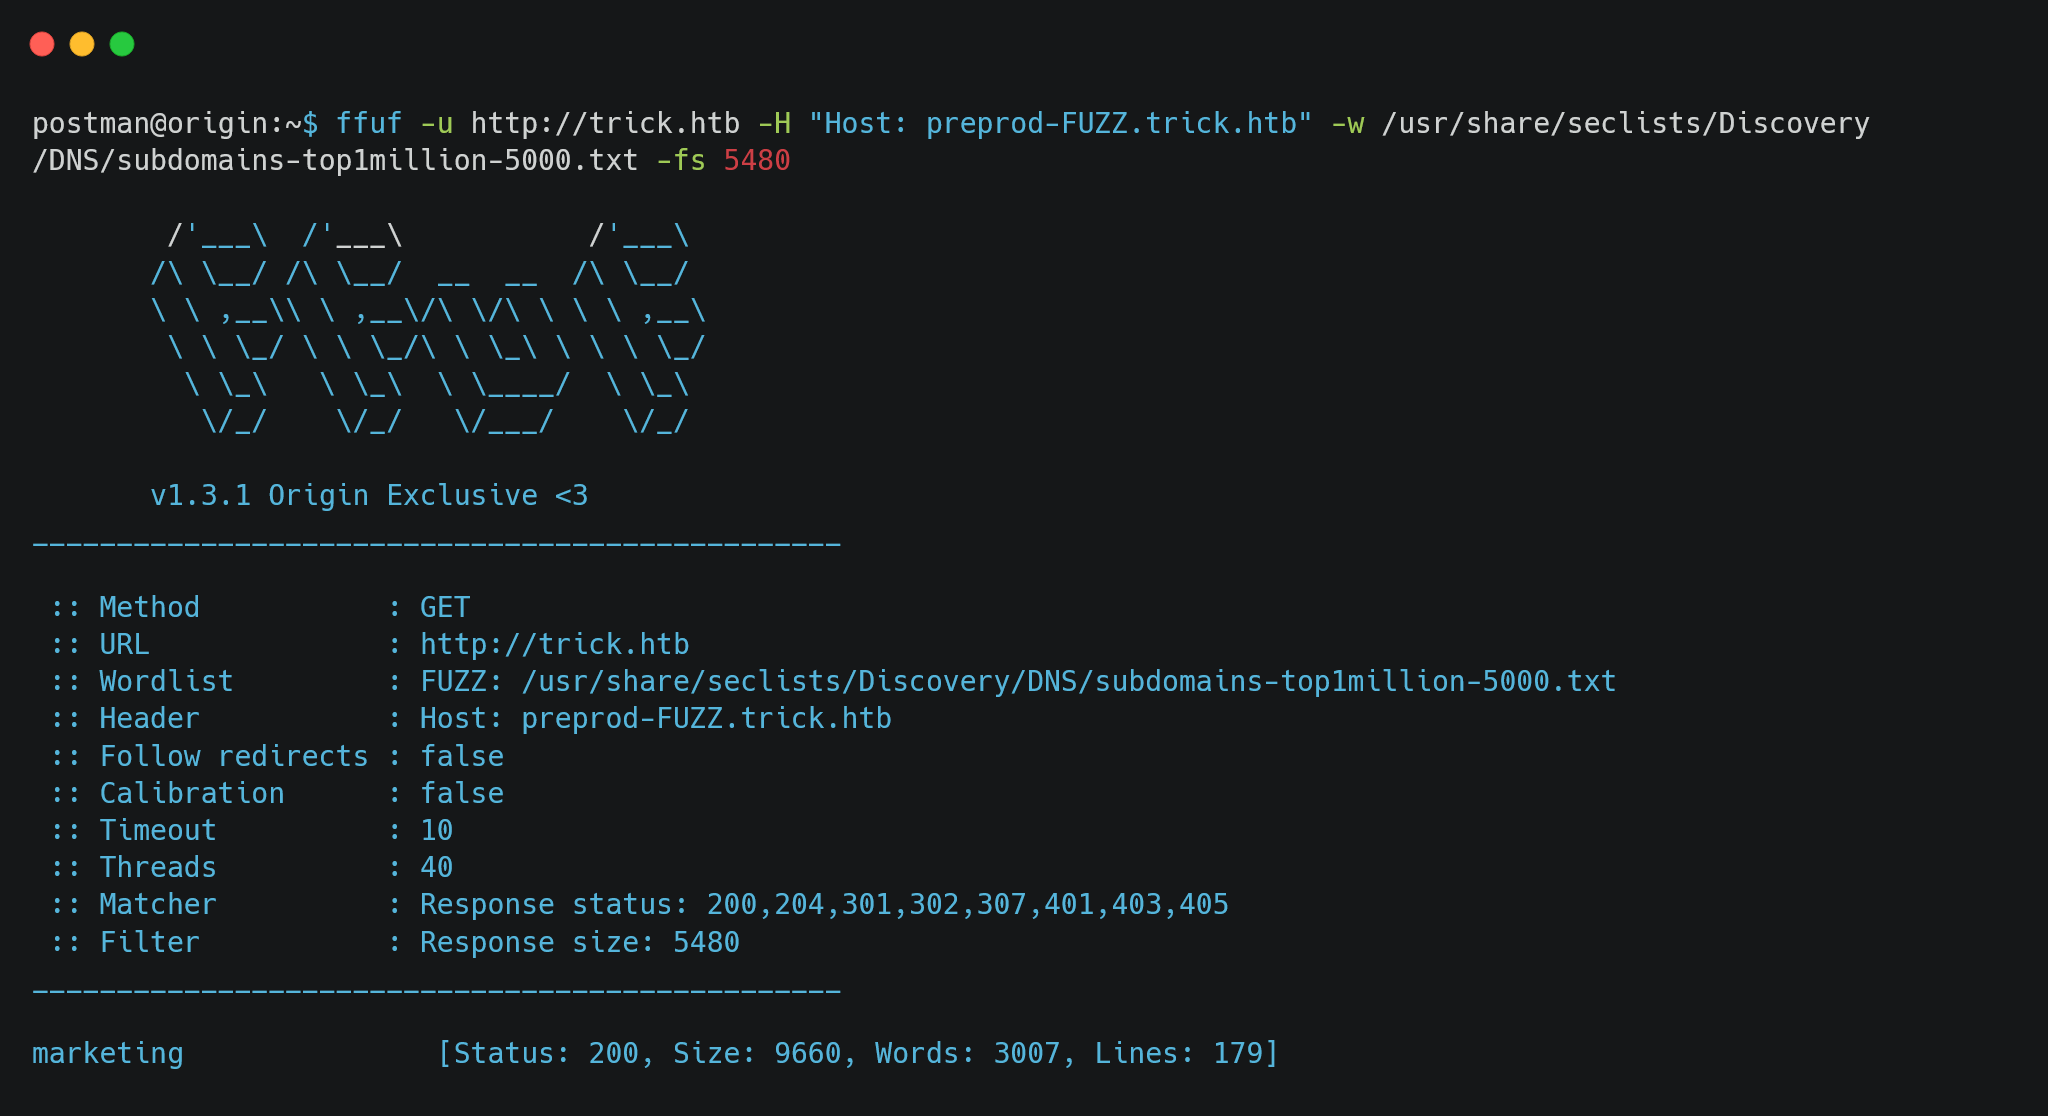 postman@origin:~$ ffuf -u http://trick.htb -H "Host: preprod-FUZZ.trick.htb" -w /usr/share/seclists/Discovery
/DNS/subdomains-top1million-5000.txt -fs 5480
        /'___\  /'___\           /'___\
       /\ \__/ /\ \__/  __  __  /\ \__/
       \ \ ,__\\ \ ,__\/\ \/\ \ \ \ ,__\
        \ \ \_/ \ \ \_/\ \ \_\ \ \ \ \_/
         \ \_\   \ \_\  \ \____/  \ \_\
          \/_/    \/_/   \/___/    \/_/
       v1.3.1 Origin Exclusive <3
________________________________________________
 :: Method           : GET
 :: URL              : http://trick.htb
 :: Wordlist         : FUZZ: /usr/share/seclists/Discovery/DNS/subdomains-top1million-5000.txt
 :: Header           : Host: preprod-FUZZ.trick.htb
 :: Follow redirects : false
 :: Calibration      : false
 :: Timeout          : 10
 :: Threads          : 40
 :: Matcher          : Response status: 200,204,301,302,307,401,403,405
 :: Filter           : Response size: 5480
________________________________________________
marketing               [Status: 200, Size: 9660, Words: 3007, Lines: 179]